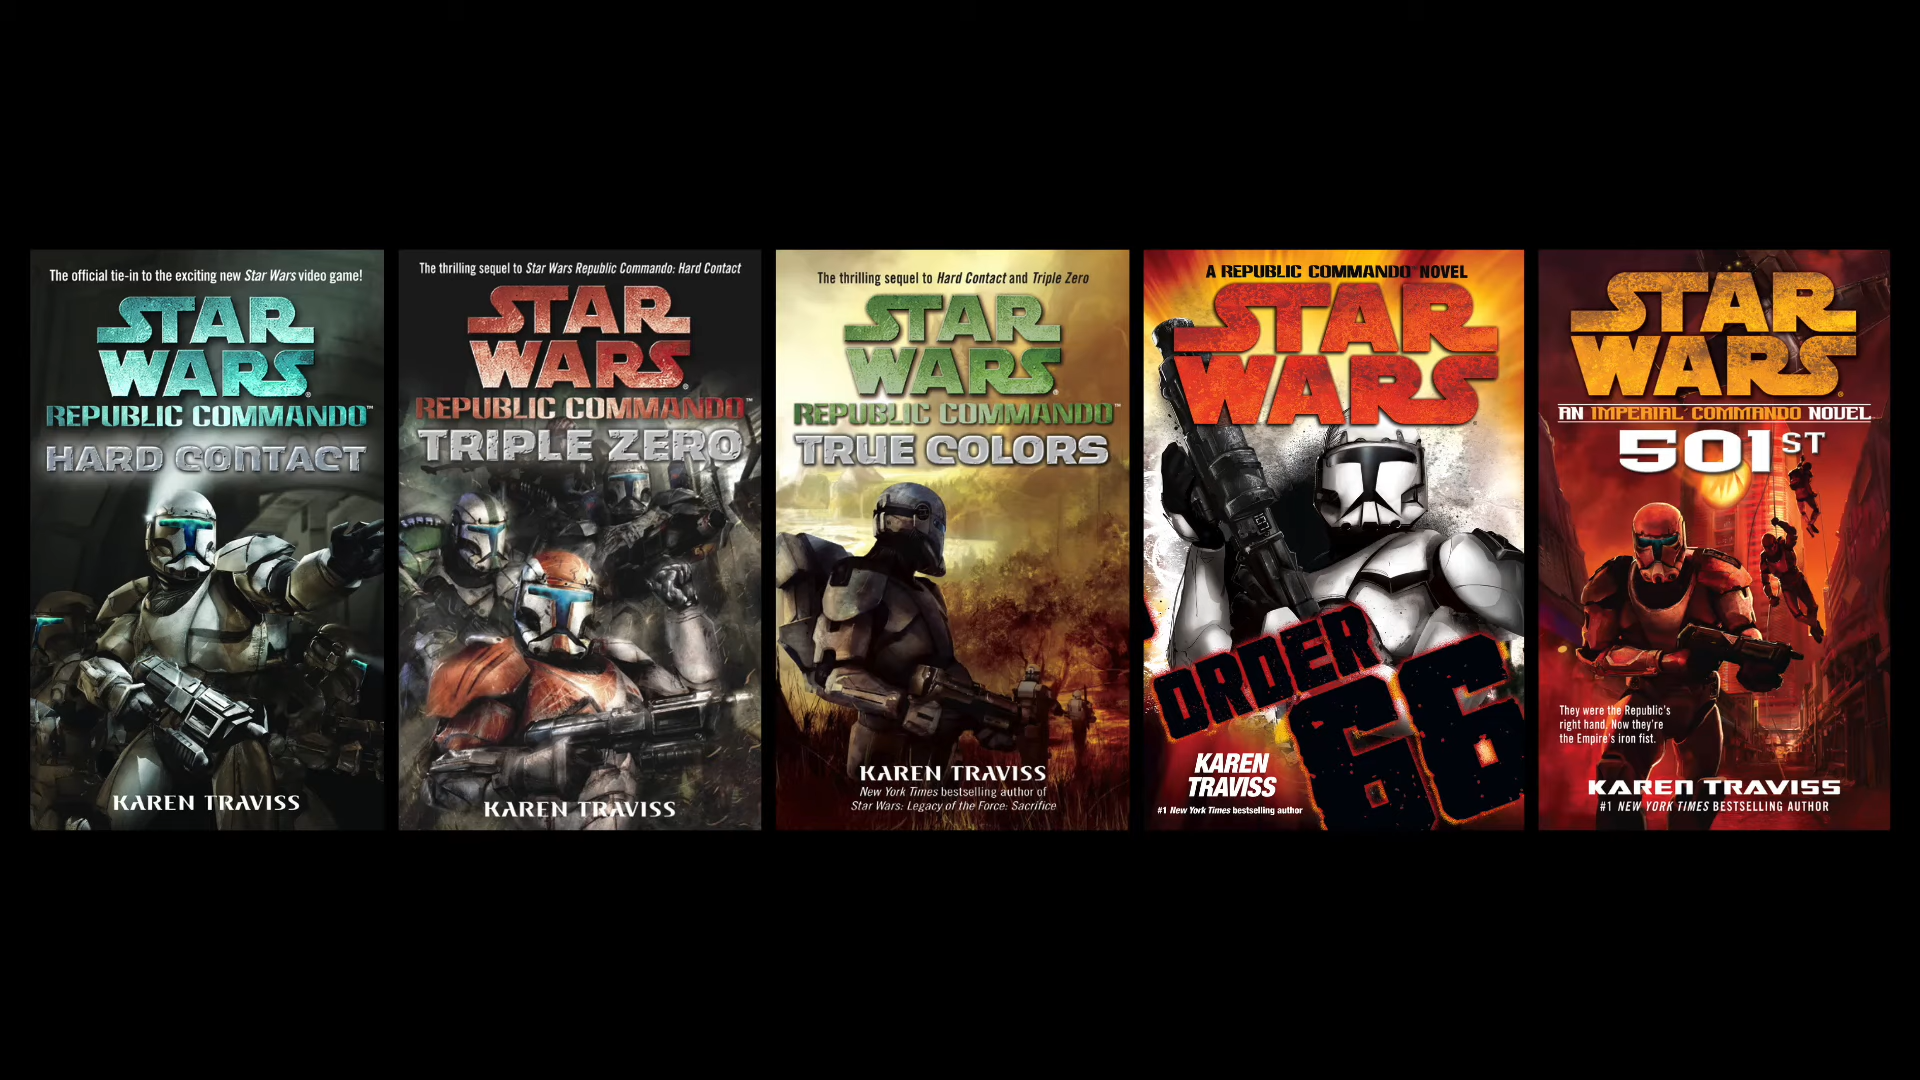 The official tie-in to the exciting new Star Wars video game!
STAR
WARS®
REPUBLIC COMMANDO™
HARD CONTACT
KAREN TRAVISS
The thrilling sequel to Star Wars Republic Commando: Hard Contact
STAR
WARS®
REPUBLIC COMMANDO™
TRIPLE ZERO
KAREN TRAVISS
The thrilling sequel to Hard Contact and Triple Zero
STAR
WARS®
REPUBLIC COMMANDO™
TRUE COLORS
KAREN TRAVISS
New York Times bestselling author of
Star Wars: Legacy of the Force: Sacrifice
A REPUBLIC COMMANDO™ NOVEL
STAR
WARS
ORDER
66
KAREN
TRAVISS
#1 New York Times bestselling author
STAR
WARS®
AN IMPERIAL COMMANDO NOVEL
501ST
They were the Republic's
right hand. Now they're
the Empire's iron fist.
KAREN TRAVISS
#1 NEW YORK TIMES BESTSELLING AUTHOR